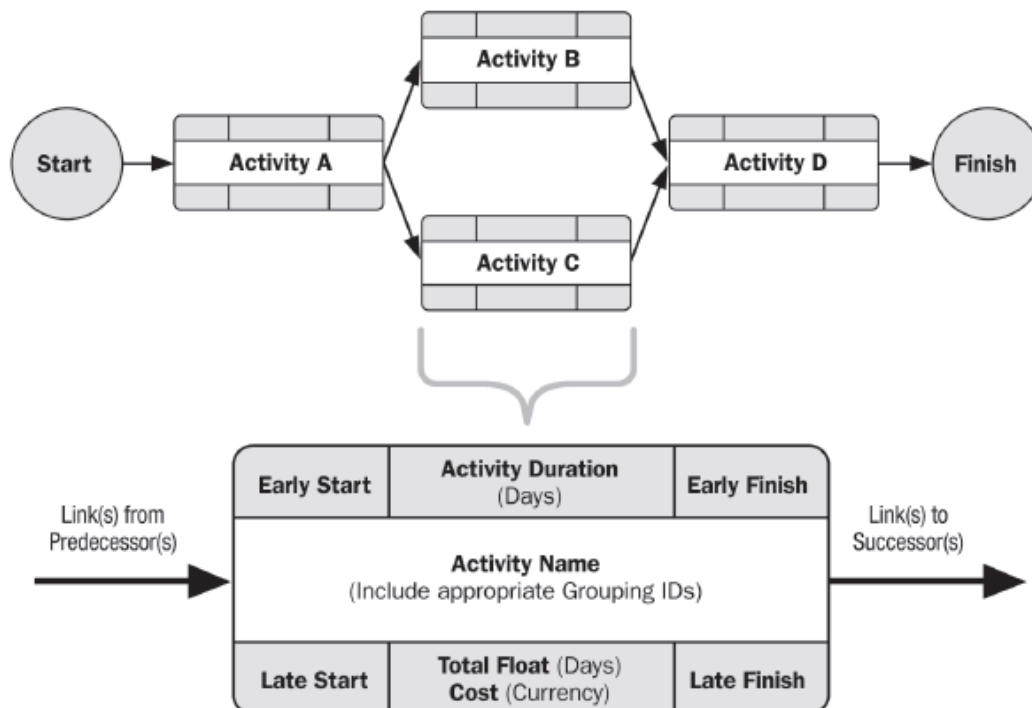 Activity B
Start
Activity A
Activity D
Finish
Activity C
Early Start
Activity Duration
(Days)
Early Finish
Link(s) from
Predecessor(s)
Activity Name
(Include appropriate Grouping IDs)
Link(s) to
Successor(s)
Late Start
Total Float (Days)
Cost (Currency)
Late Finish